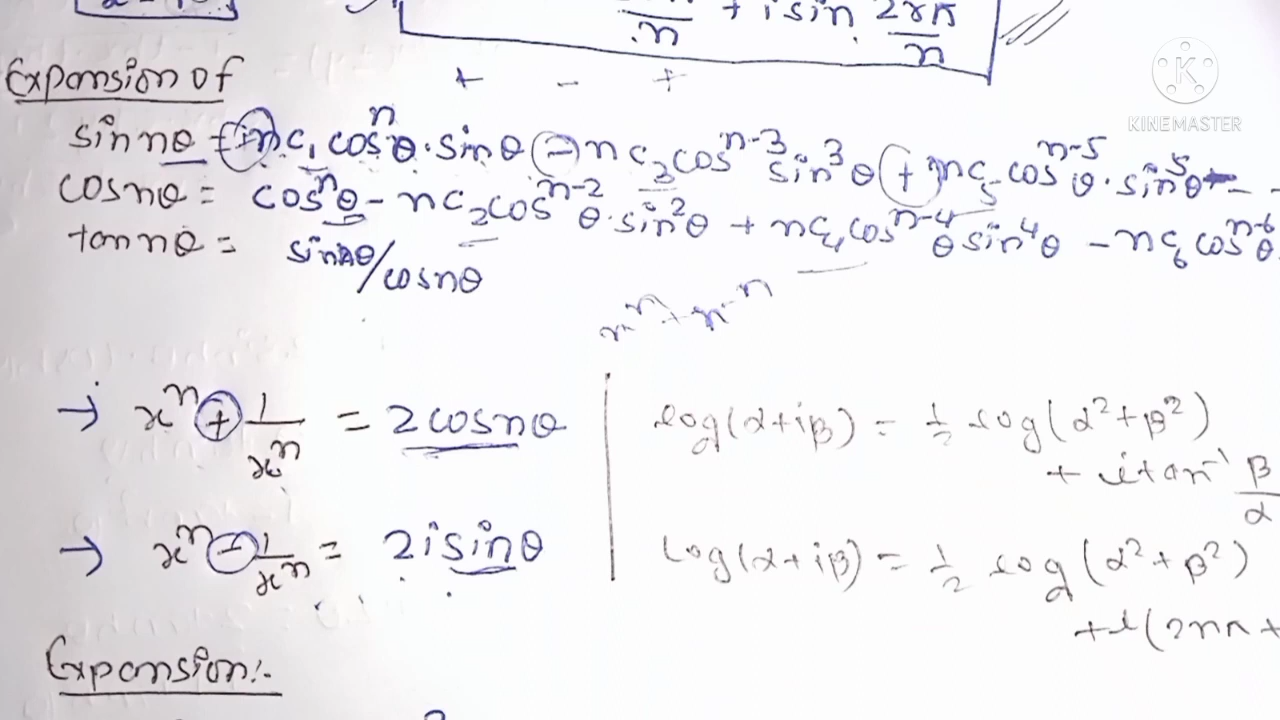 n + i sin 2rπ
n
+ - +
Expansion of
sin nθ = nc₁ cosⁿθ · sin θ - nc₃ cosⁿ⁻³ sin³θ + nc₅ cosⁿ⁻⁵θ · sin⁵θ - -
cos nθ = cosⁿθ - nc₂ cosⁿ⁻²θ · sin²θ + nc₄ cosⁿ⁻⁴θ sin⁴θ - nc₆ cosⁿ⁻⁶θ
tan nθ = sin nθ/cos nθ
xⁿ + x⁻ⁿ
→ xⁿ + 1/xⁿ = 2 cos nθ
→ xⁿ - 1/xⁿ = 2i sin θ
log(α+iβ) = ½ log(α²+β²)
+ i tan⁻¹ β/α
Log(α+iβ) = ½ log(α²+β²)
+ i(2nπ +
Expansion:-
KINEMASTER